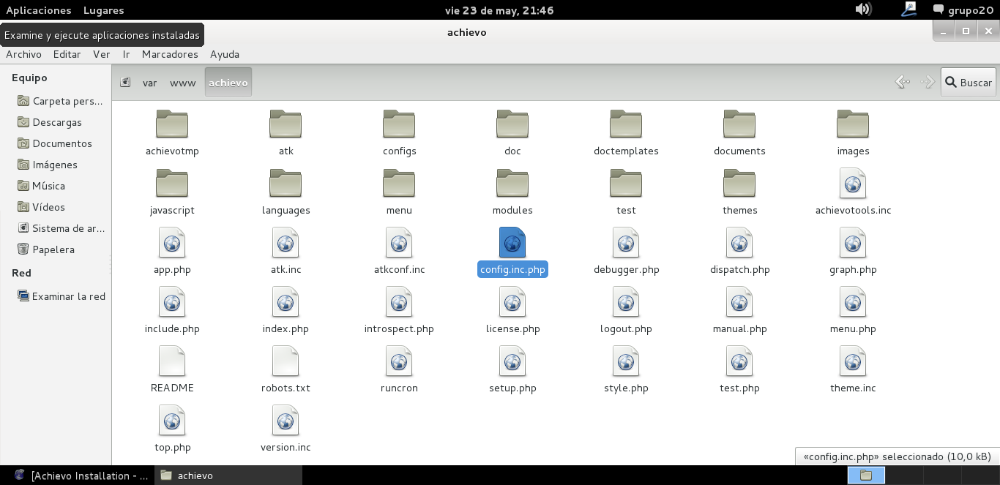 Aplicaciones Lugares vie 23 de may, 21:46 grupo20
Examine y ejecute aplicaciones instaladas
achievo
Archivo Editar Ver Ir Marcadores Ayuda
Equipo
Carpeta pers...
Descargas
Documentos
Imágenes
Música
Vídeos
Sistema de ar...
Papelera
Red
Examinar la red
var www achievo Buscar
achievotmp atk configs doc doctemplates documents images
javascript languages menu modules test themes achievotools.inc
app.php atk.inc atkconf.inc config.inc.php debugger.php dispatch.php graph.php
include.php index.php introspect.php license.php logout.php manual.php menu.php
README robots.txt runcron setup.php style.php test.php theme.inc
top.php version.inc
«config.inc.php» seleccionado (10,0 kB)
[Achievo Installation - ... achievo